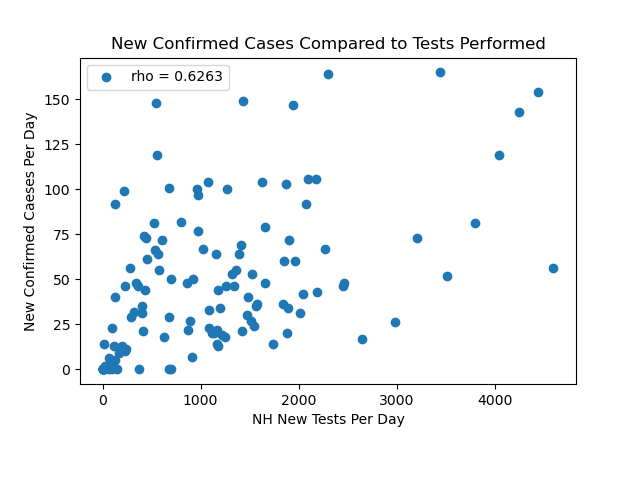 New Confirmed Cases Compared to Tests Performed
rho = 0.6263
150
125
100
75
50
25
0
New Confirmed Caeses Per Day
0 1000 2000 3000 4000
NH New Tests Per Day